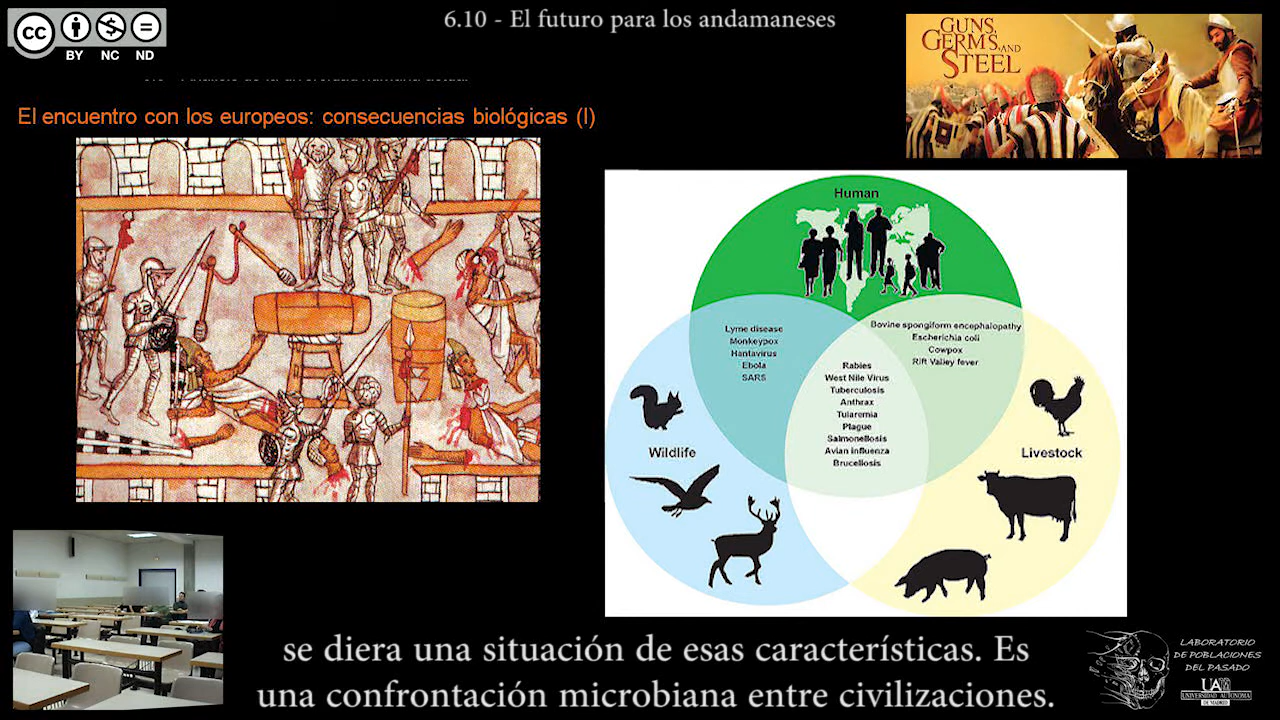 6.10 - El futuro para los andamaneses
cc
BY NC ND
GUNS,
GERMS, AND
STEEL
El encuentro con los europeos: consecuencias biológicas (I)
Human
Lyme disease
Monkeypox
Hantavirus
Ebola
SARS
Bovine spongiform encephalopathy
Escherichia coli
Cowpox
Rift Valley fever
Rabies
West Nile Virus
Tuberculosis
Anthrax
Tularemia
Plague
Salmonellosis
Avian influenza
Brucellosis
Wildlife
Livestock
se diera una situación de esas características. Es
una confrontación microbiana entre civilizaciones.
LABORATORIO
DE POBLACIONES
DEL PASADO
UAM
UNIVERSIDAD AUTONOMA
DE MADRID